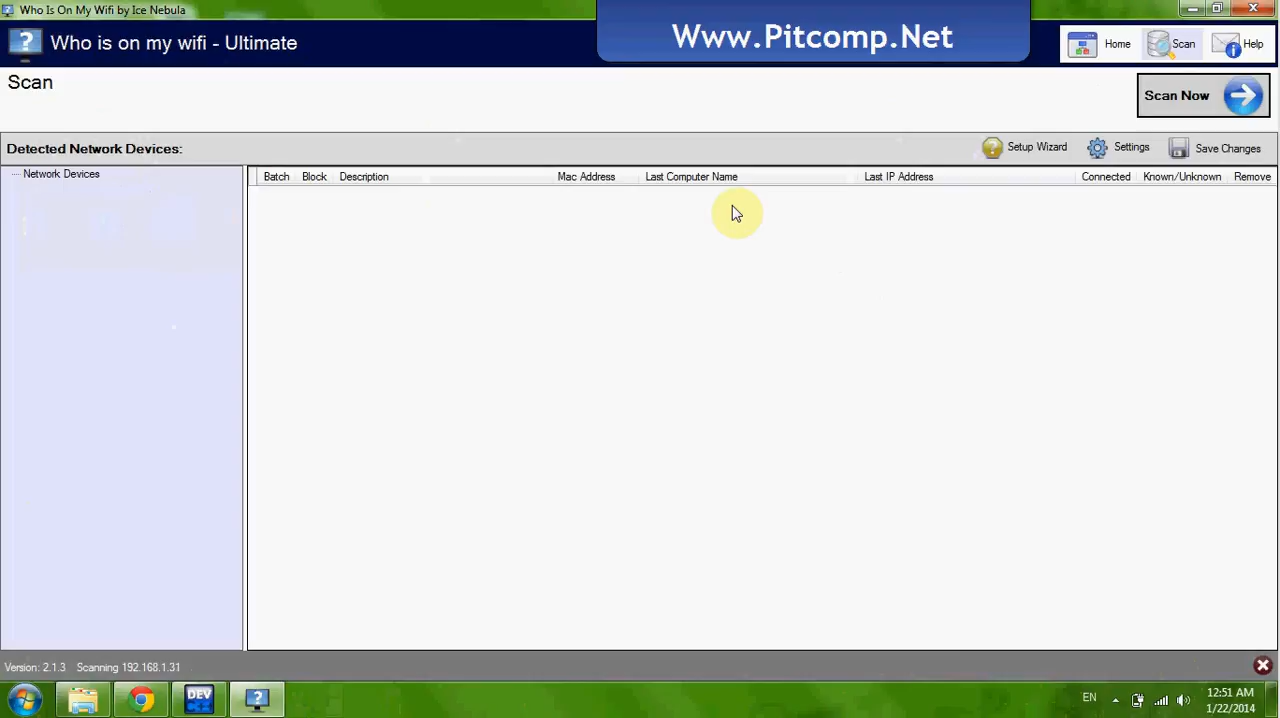 Who Is On My Wifi by Ice Nebula
Www.Pitcomp.Net
Who is on my wifi - Ultimate
Home
Scan
Help
Scan
Scan Now
Detected Network Devices:
Setup Wizard
Settings
Save Changes
Network Devices
Batch Block Description Mac Address Last Computer Name Last IP Address Connected Known/Unknown Remove
Version: 2.1.3 Scanning 192.168.1.31
DEV
EN
12:51 AM
1/22/2014